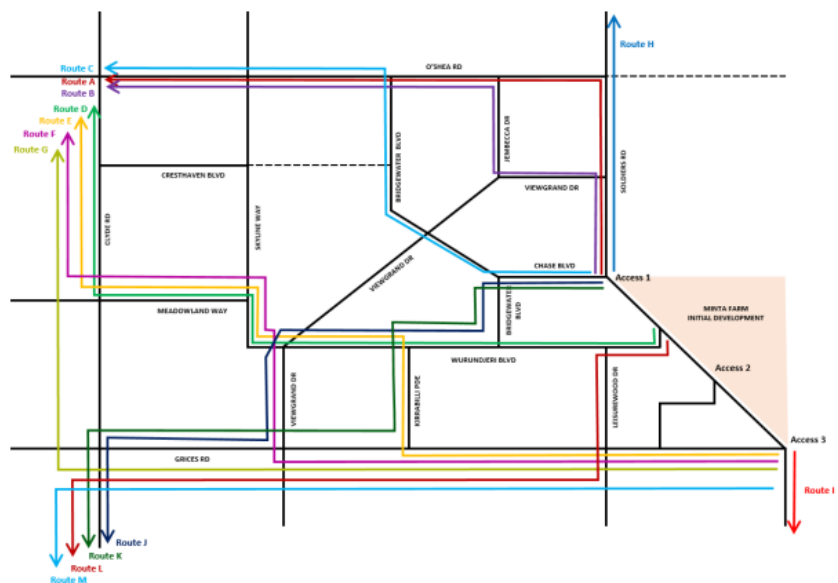 Route H
Route C
O'SHEA RD
Route A
Route B
Route D
Route E
Route F
Route G
CRESTHAVEN BLVD
BRIDGEWATER BLVD
JEMBECCA DR
VIEWGRAND DR
SOLDIERS RD
CLYDE RD
SKYLINE WAY
VIEWGRAND DR
CHASE BLVD
Access 1
MEADOWLAND WAY
BRIDGEWATER
BLVD
MINTA FARM
INITIAL DEVELOPMENT
WURUNDJERI BLVD
VIEWGRAND DR
KIRRABILLI PDE
LEISUREWOOD DR
Access 2
Access 3
GRICES RD
Route I
Route J
Route K
Route L
Route M